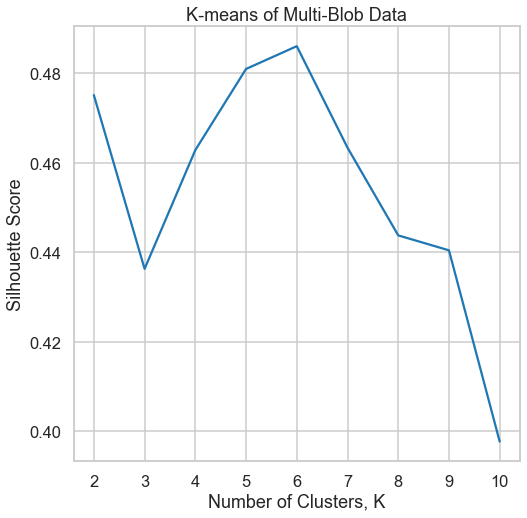 K-means of Multi-Blob Data
Silhouette Score
0.48
0.46
0.44
0.42
0.40
2 3 4 5 6 7 8 9 10
Number of Clusters, K